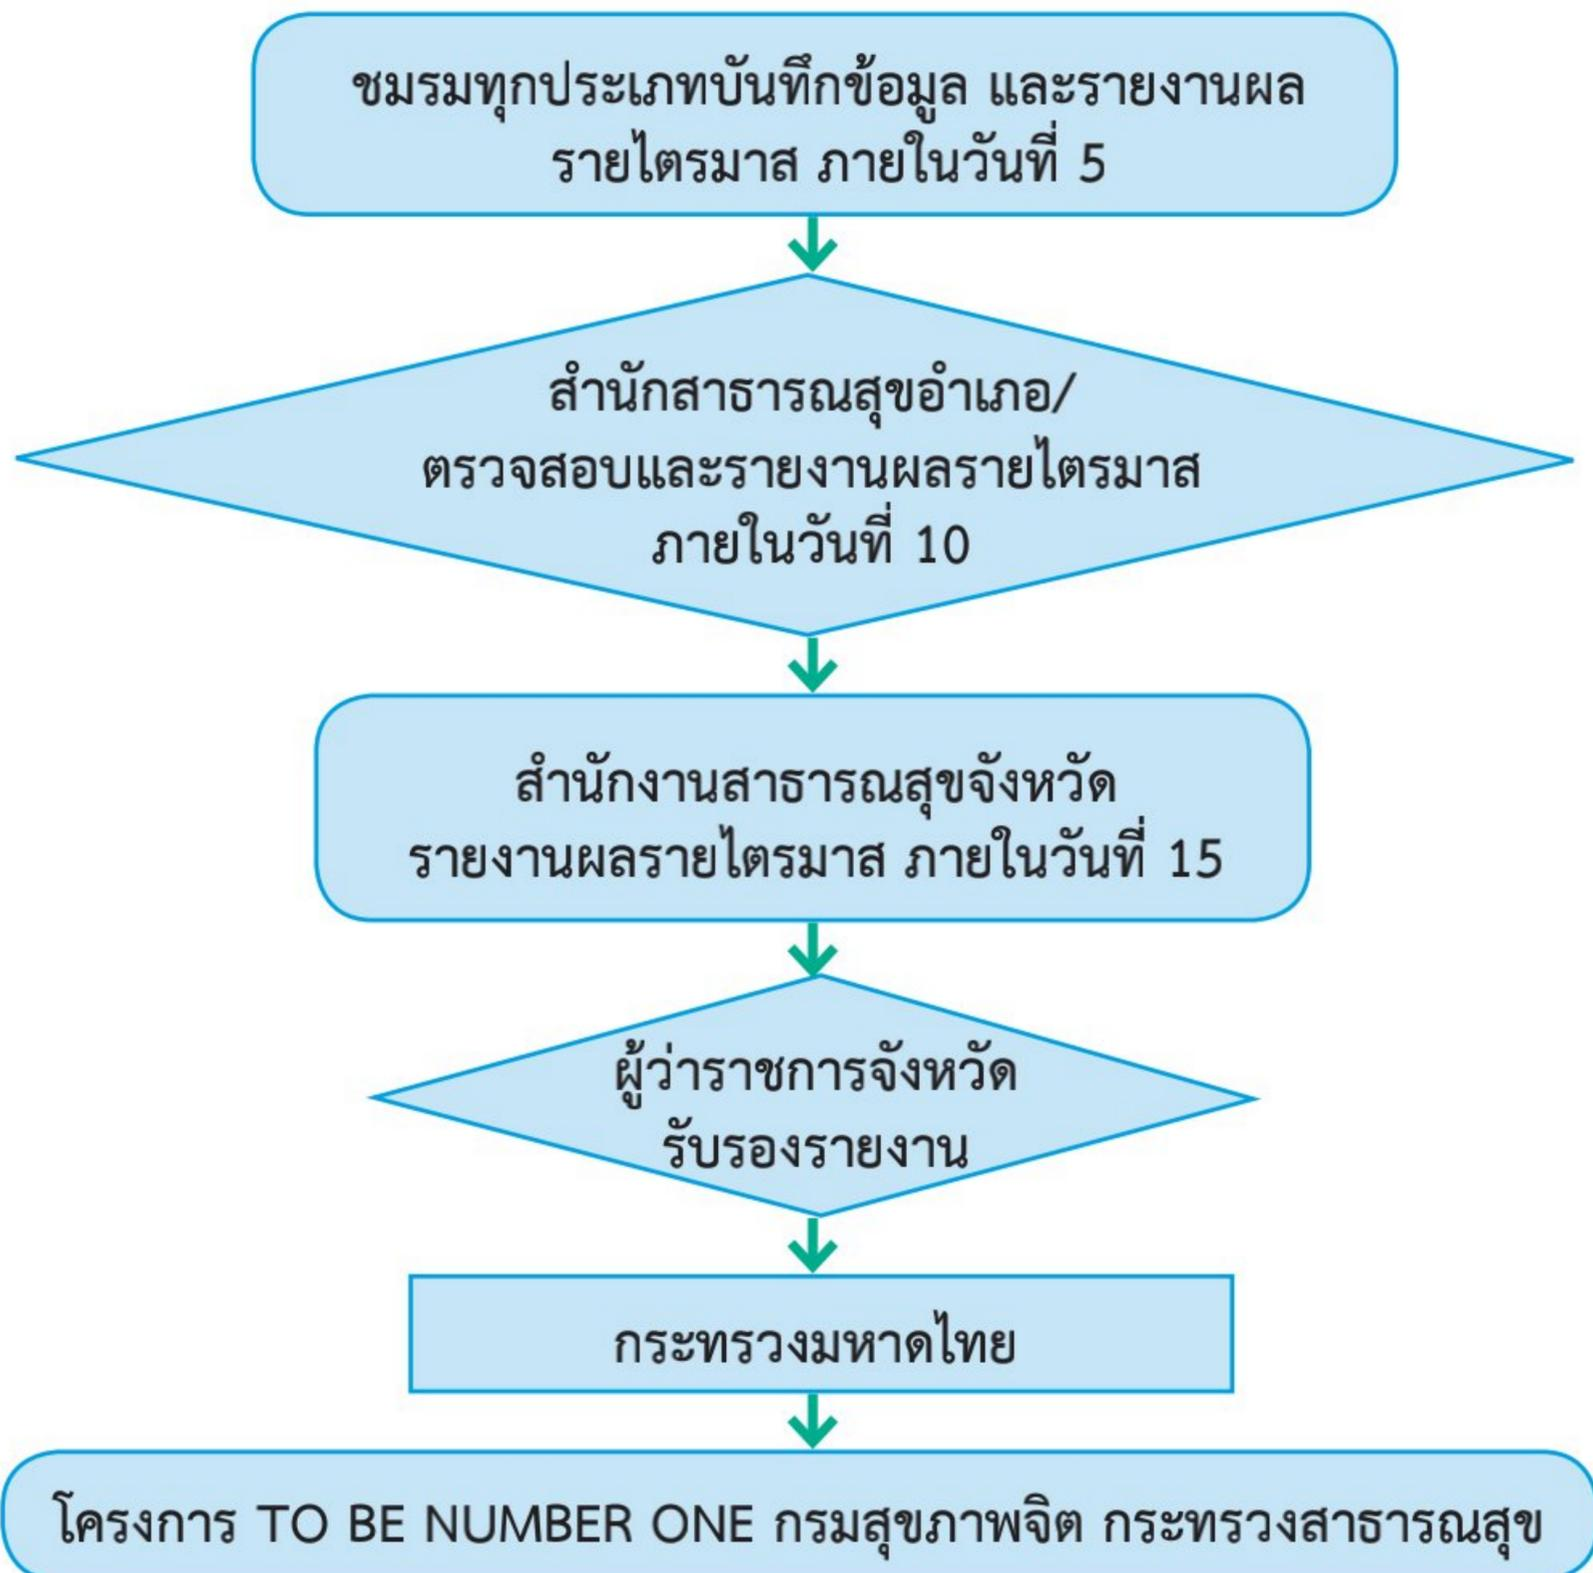 ชมรมทุกประเภทบันทึกข้อมูล และรายงานผล
รายไตรมาส ภายในวันที่ 5
สำนักสาธารณสุขอำเภอ/
ตรวจสอบและรายงานผลรายไตรมาส
ภายในวันที่ 10
สำนักงานสาธารณสุขจังหวัด
รายงานผลรายไตรมาส ภายในวันที่ 15
ผู้ว่าราชการจังหวัด
รับรองรายงาน
กระทรวงมหาดไทย
โครงการ TO BE NUMBER ONE กรมสุขภาพจิต กระทรวงสาธารณสุข